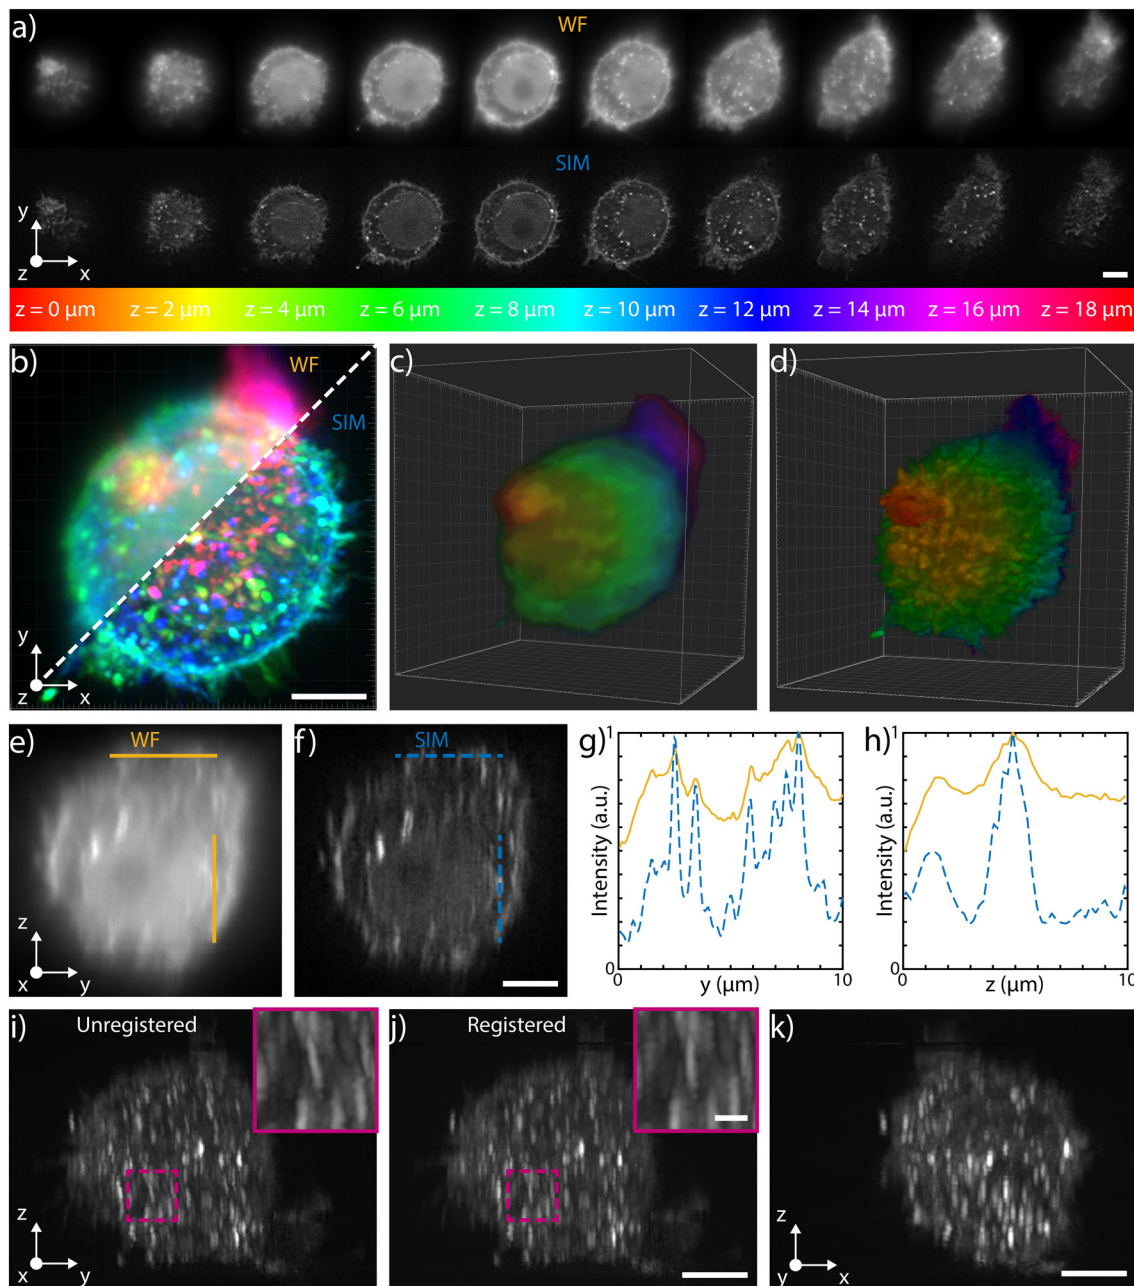 a)
WF
SIM
y
z x
z = 0 µm z = 2 µm z = 4 µm z = 6 µm z = 8 µm z = 10 µm z = 12 µm z = 14 µm z = 16 µm z = 18 µm
b) WF c) d)
SIM
y
z x
e) WF f) SIM g) h)
1 1
Intensity (a.u.) Intensity (a.u.)
z
x y
0 0
y (µm) 10 z (µm) 10
i) Unregistered j) Registered k)
z z
x y y x